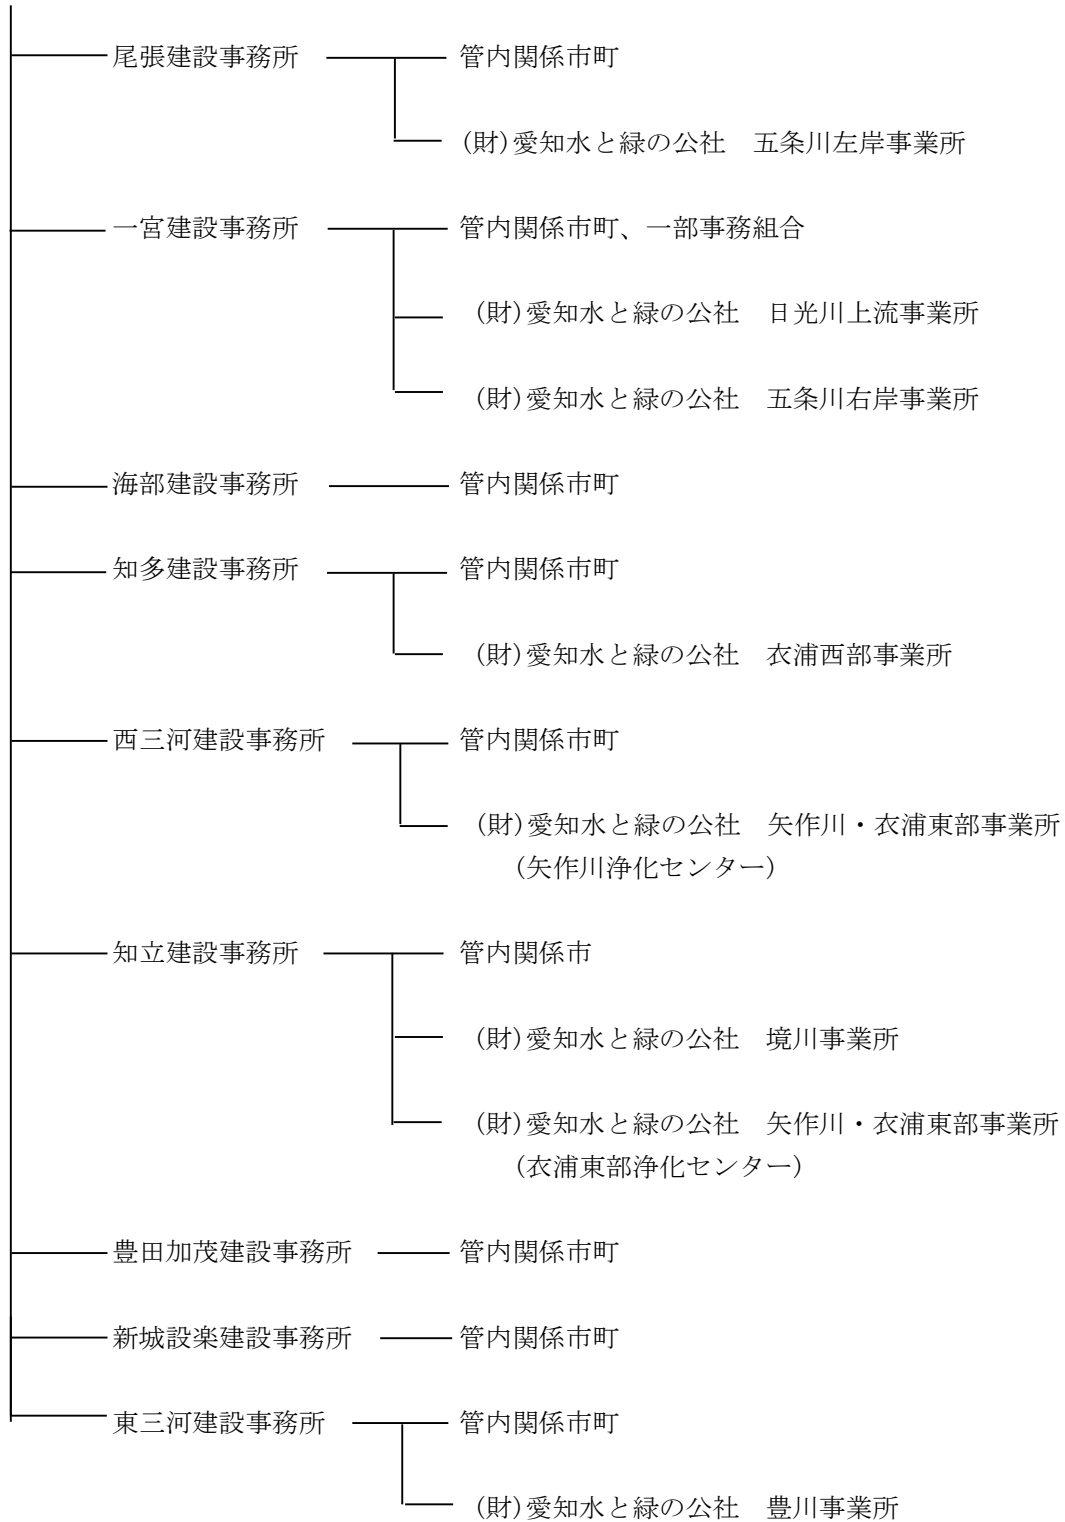 尾張建設事務所 管内関係市町
(財)愛知水と緑の公社　五条川左岸事業所
一宮建設事務所 管内関係市町、一部事務組合
(財)愛知水と緑の公社　日光川上流事業所
(財)愛知水と緑の公社　五条川右岸事業所
海部建設事務所 管内関係市町
知多建設事務所 管内関係市町
(財)愛知水と緑の公社　衣浦西部事業所
西三河建設事務所 管内関係市町
(財)愛知水と緑の公社　矢作川・衣浦東部事業所
（矢作川浄化センター）
知立建設事務所 管内関係市
(財)愛知水と緑の公社　境川事業所
(財)愛知水と緑の公社　矢作川・衣浦東部事業所
（衣浦東部浄化センター）
豊田加茂建設事務所 管内関係市町
新城設楽建設事務所 管内関係市町
東三河建設事務所 管内関係市町
(財)愛知水と緑の公社　豊川事業所